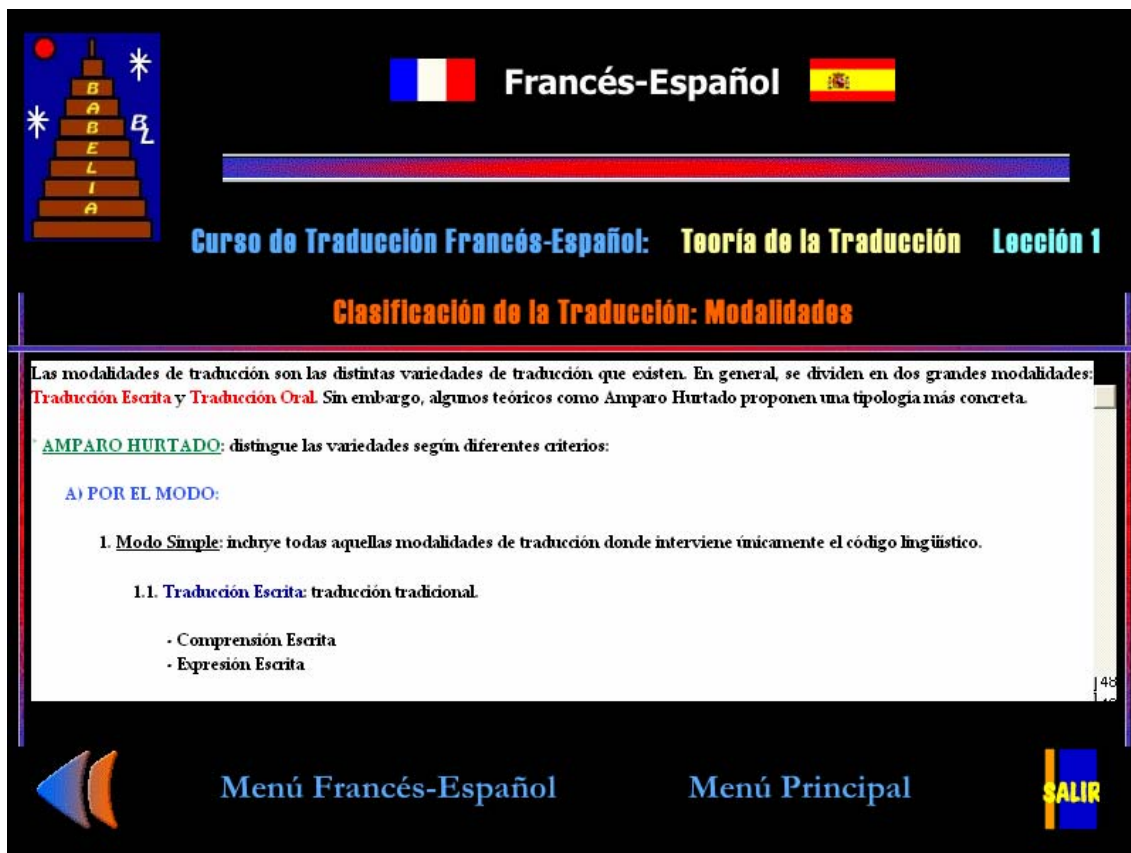 BABELIA
BL
Francés-Español
Curso de Traducción Francés-Español: Teoría de la Traducción Lección 1
Clasificación de la Traducción: Modalidades
Las modalidades de traducción son las distintas variedades de traducción que existen. En general, se dividen en dos grandes modalidades:
Traducción Escrita y Traducción Oral. Sin embargo, algunos teóricos como Amparo Hurtado proponen una tipología más concreta.
* AMPARO HURTADO: distingue las variedades según diferentes criterios:
A) POR EL MODO:
1. Modo Simple: incluye todas aquellas modalidades de traducción donde interviene únicamente el código lingüístico.
1.1. Traducción Escrita: traducción tradicional.
- Comprensión Escrita
- Expresión Escrita
48
Menú Francés-Español Menú Principal SALIR